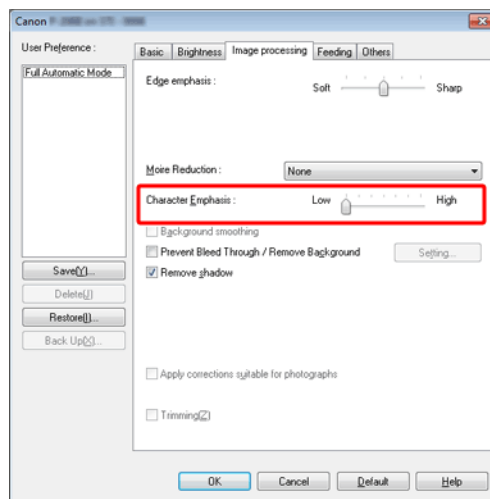 Canon
User Preference :
Full Automatic Mode
Save(Y)...
Delete(J)
Restore(I)...
Back Up(X)...
Basic Brightness Image processing Feeding Others
Edge emphasis :
Soft Sharp
Moire Reduction : None
Character Emphasis : Low High
Background smoothing
Prevent Bleed Through / Remove Background Setting...
Remove shadow
Apply corrections suitable for photographs
Trimming(Z)
OK Cancel Default Help